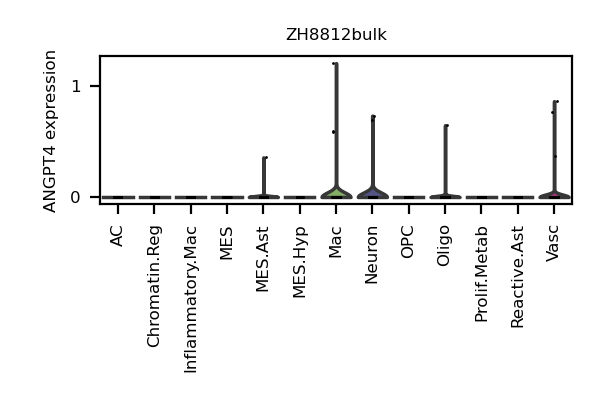 ZH8812bulk
ANGPT4 expression
1
0
AC
Chromatin.Reg
Inflammatory.Mac
MES
MES.Ast
MES.Hyp
Mac
Neuron
OPC
Oligo
Prolif.Metab
Reactive.Ast
Vasc